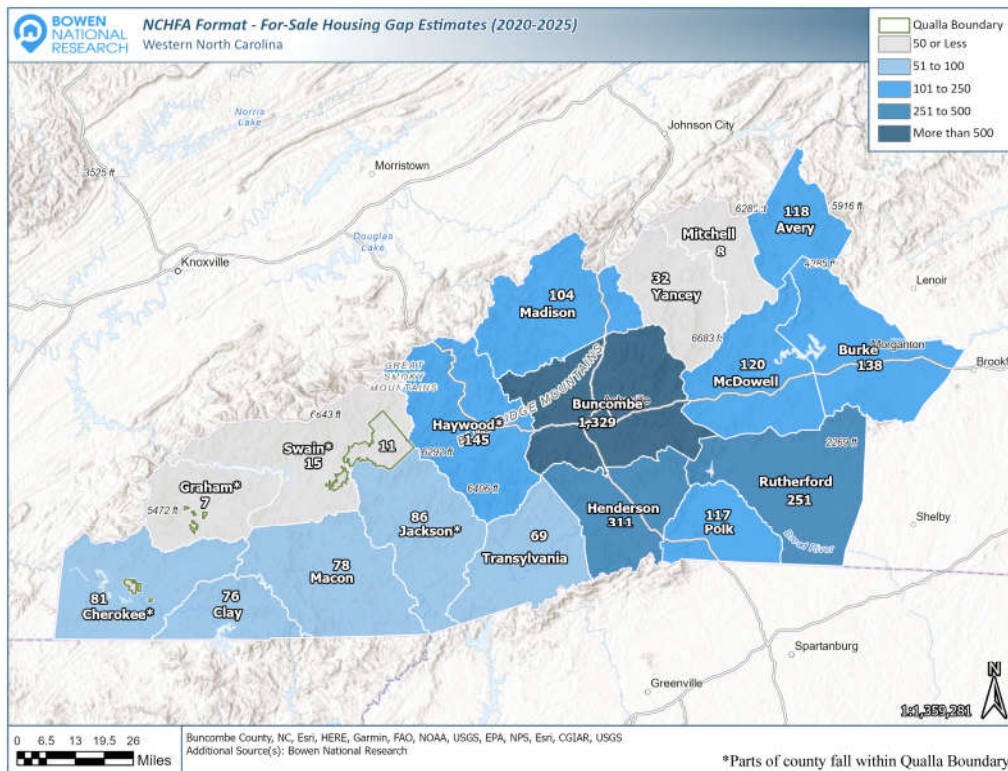 BOWEN
NATIONAL
RESEARCH
NCHFA Format - For-Sale Housing Gap Estimates (2020-2025)
Western North Carolina
Qualla Boundary
50 or Less
51 to 100
101 to 250
251 to 500
More than 500
Norris
Lake
Johnson City
3525 ft
Morristown
Douglas
Lake
Knoxville
118
Avery
5916 ft
Mitchell
8
4285 ft
Lenoir
32
Yancey
104
Madison
6683 ft
Morganton
Burke
138
120
McDowell
GREAT
SMOKY
MOUNTAINS
RIDGE MOUNTAINS
Buncombe
1,329
Haywood*
145
6643 ft
11
Swain*
15
6292 ft
2269 ft
Graham*
7
5472 ft
6406 ft
Rutherford
251
Henderson
311
Shelby
86
Jackson*
69
Transylvania
117
Polk
Broad River
78
Macon
81
Cherokee*
76
Clay
Spartanburg
Greenville
N
1:1,359,281
0 6.5 13 19.5 26
Miles
Buncombe County, NC, Esri, HERE, Garmin, FAO, NOAA, USGS, EPA, NPS, Esri, CGIAR, USGS
Additional Source(s): Bowen National Research
*Parts of county fall within Qualla Boundary